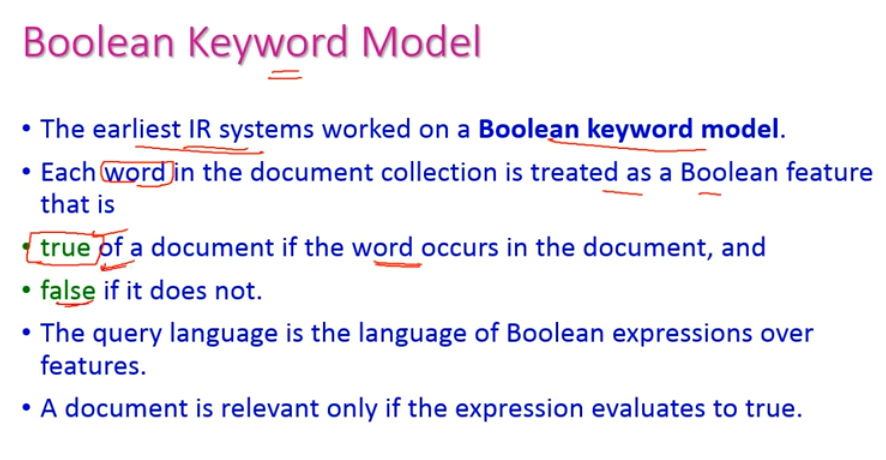 Boolean Keyword Model
• The earliest IR systems worked on a Boolean keyword model.
• Each word in the document collection is treated as a Boolean feature
that is
• true of a document if the word occurs in the document, and
• false if it does not.
• The query language is the language of Boolean expressions over
features.
• A document is relevant only if the expression evaluates to true.